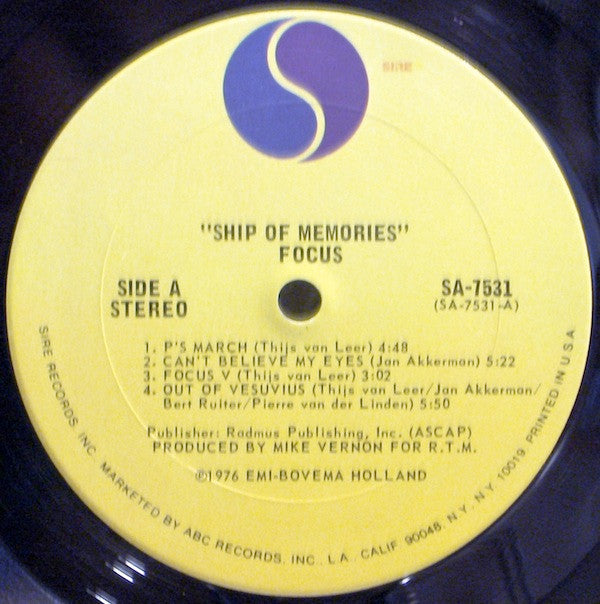 SIRE
"SHIP OF MEMORIES"
FOCUS
SIDE A
STEREO
SA-7531
(SA-7531-A)
1. P'S MARCH (Thijs van Leer) 4:48
2. CAN'T BELIEVE MY EYES (Jan Akkerman) 5:22
3. FOCUS V (Thijs van Leer) 3:02
4. OUT OF VESUVIUS (Thijs van Leer/Jan Akkerman/
Bert Ruiter/Pierre van der Linden) 5:50
Publisher: Radmus Publishing, Inc. (ASCAP)
PRODUCED BY MIKE VERNON FOR R.T.M.
©1976 EMI-BOVEMA HOLLAND
SIRE RECORDS, INC. MARKETED BY ABC RECORDS, INC., L.A., CALIF 90048, N.Y., N.Y. 10019 PRINTED IN U.S.A.